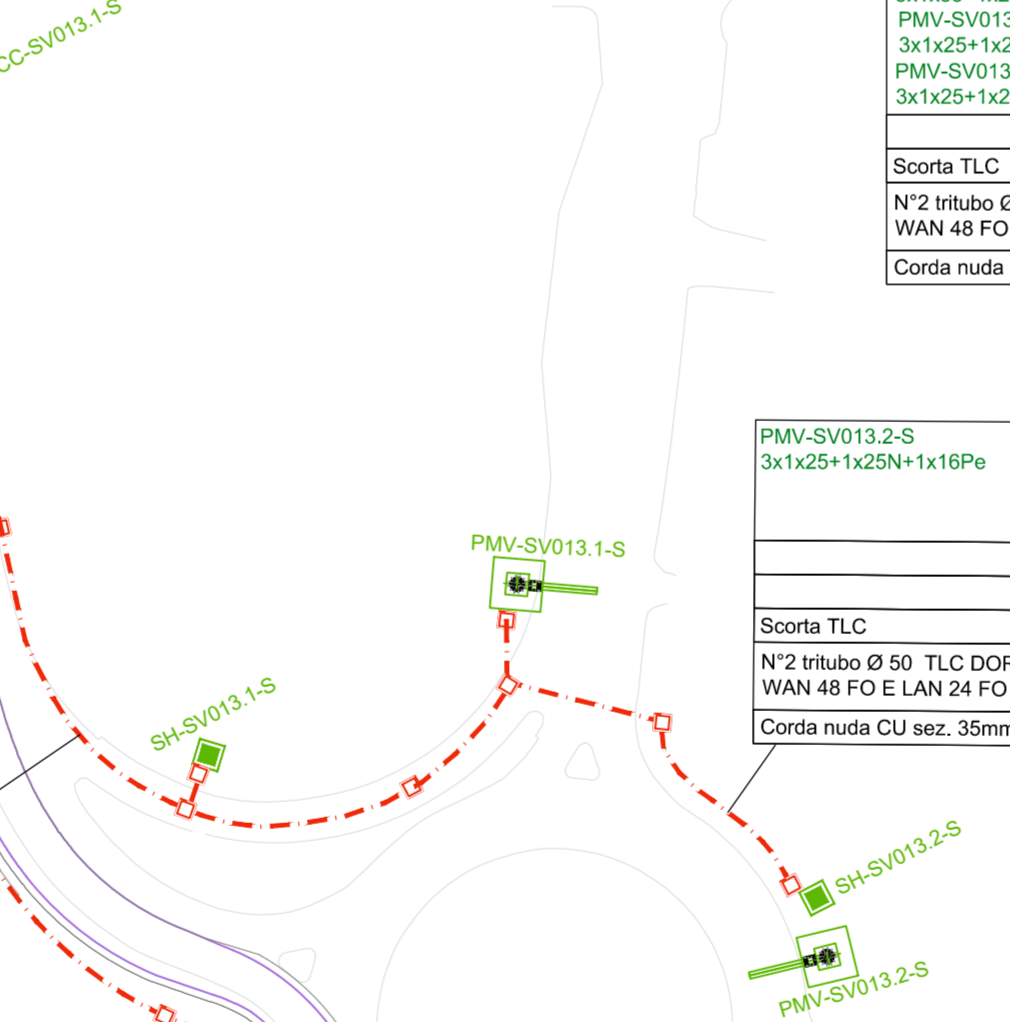 CC-SV013.1-S
PMV-SV013
3x1x25+1x2
PMV-SV013
3x1x25+1x2
Scorta TLC
N°2 tritubo Ø
WAN 48 FO
Corda nuda
PMV-SV013.2-S
3x1x25+1x25N+1x16Pe
Scorta TLC
N°2 tritubo Ø 50 TLC DOR
WAN 48 FO E LAN 24 FO
Corda nuda CU sez. 35mm
PMV-SV013.1-S
SH-SV013.1-S
SH-SV013.2-S
PMV-SV013.2-S